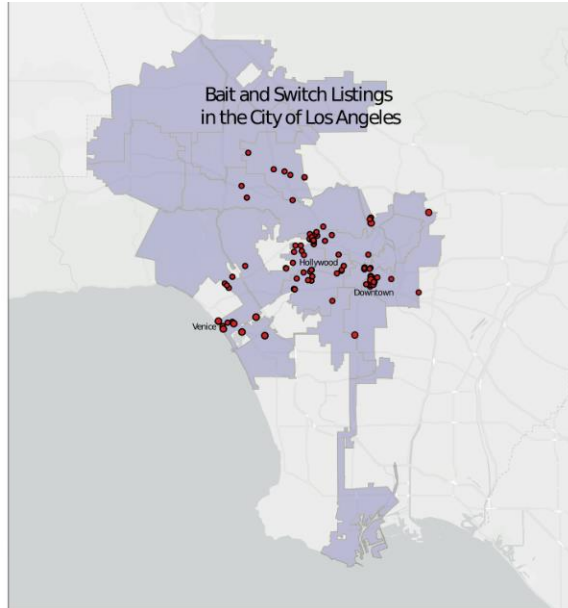 Bait and Switch Listings
in the City of Los Angeles
Hollywood
Downtown
Venice